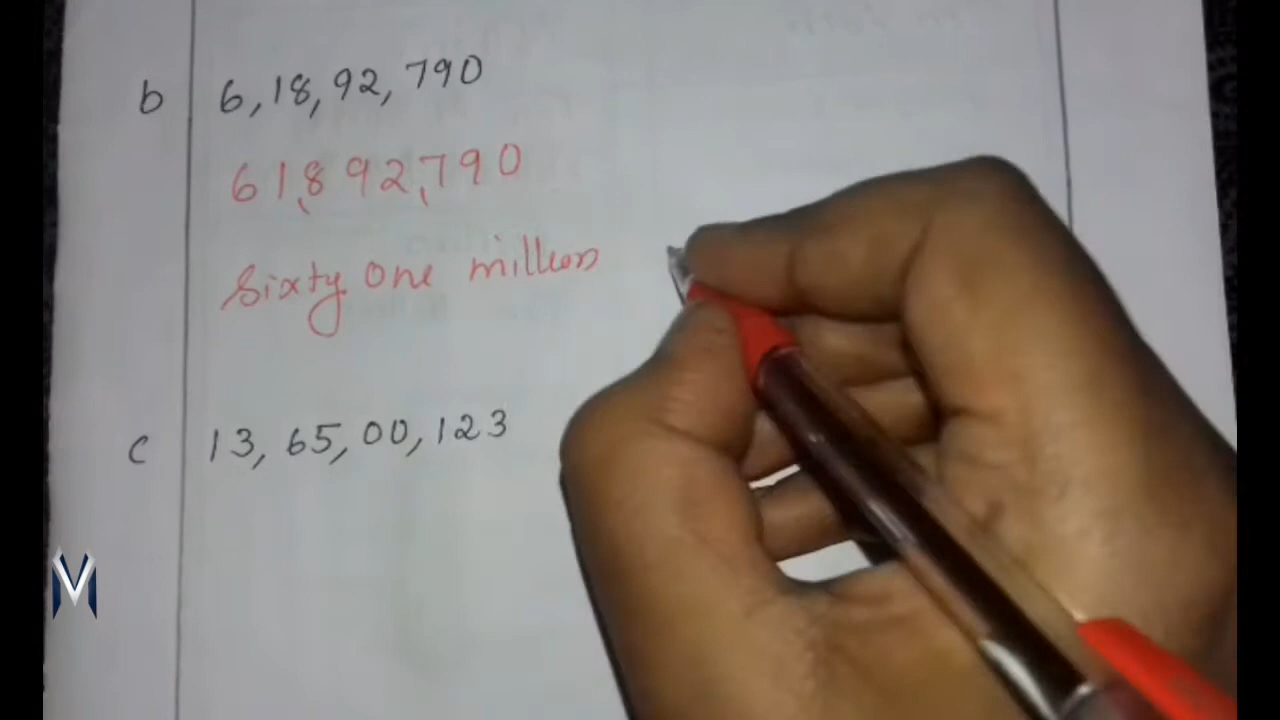 b 6,18,92,790
61,892,790
Sixty One million
c 13,65,00,123